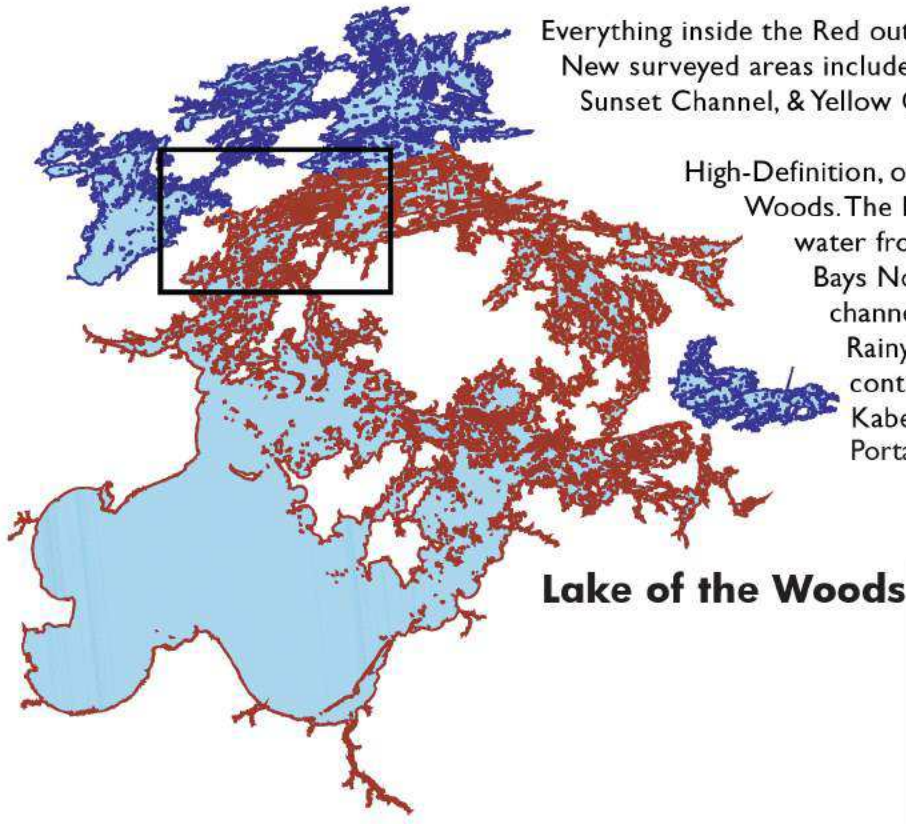 Everything inside the Red out
New surveyed areas include
Sunset Channel, & Yellow
High-Definition, o
Woods. The
water fro
Bays No
channe
Rainy
cont
Kabe
Porta
Lake of the Woods